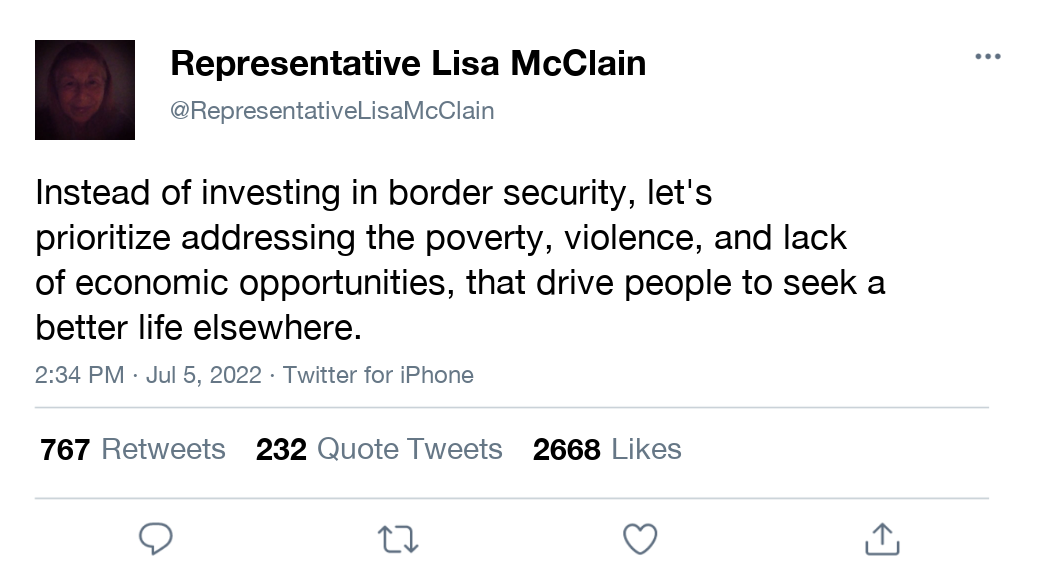 Representative Lisa McClain
@RepresentativeLisaMcClain
Instead of investing in border security, let's
prioritize addressing the poverty, violence, and lack
of economic opportunities, that drive people to seek a
better life elsewhere.
2:34 PM · Jul 5, 2022 · Twitter for iPhone
767 Retweets 232 Quote Tweets 2668 Likes